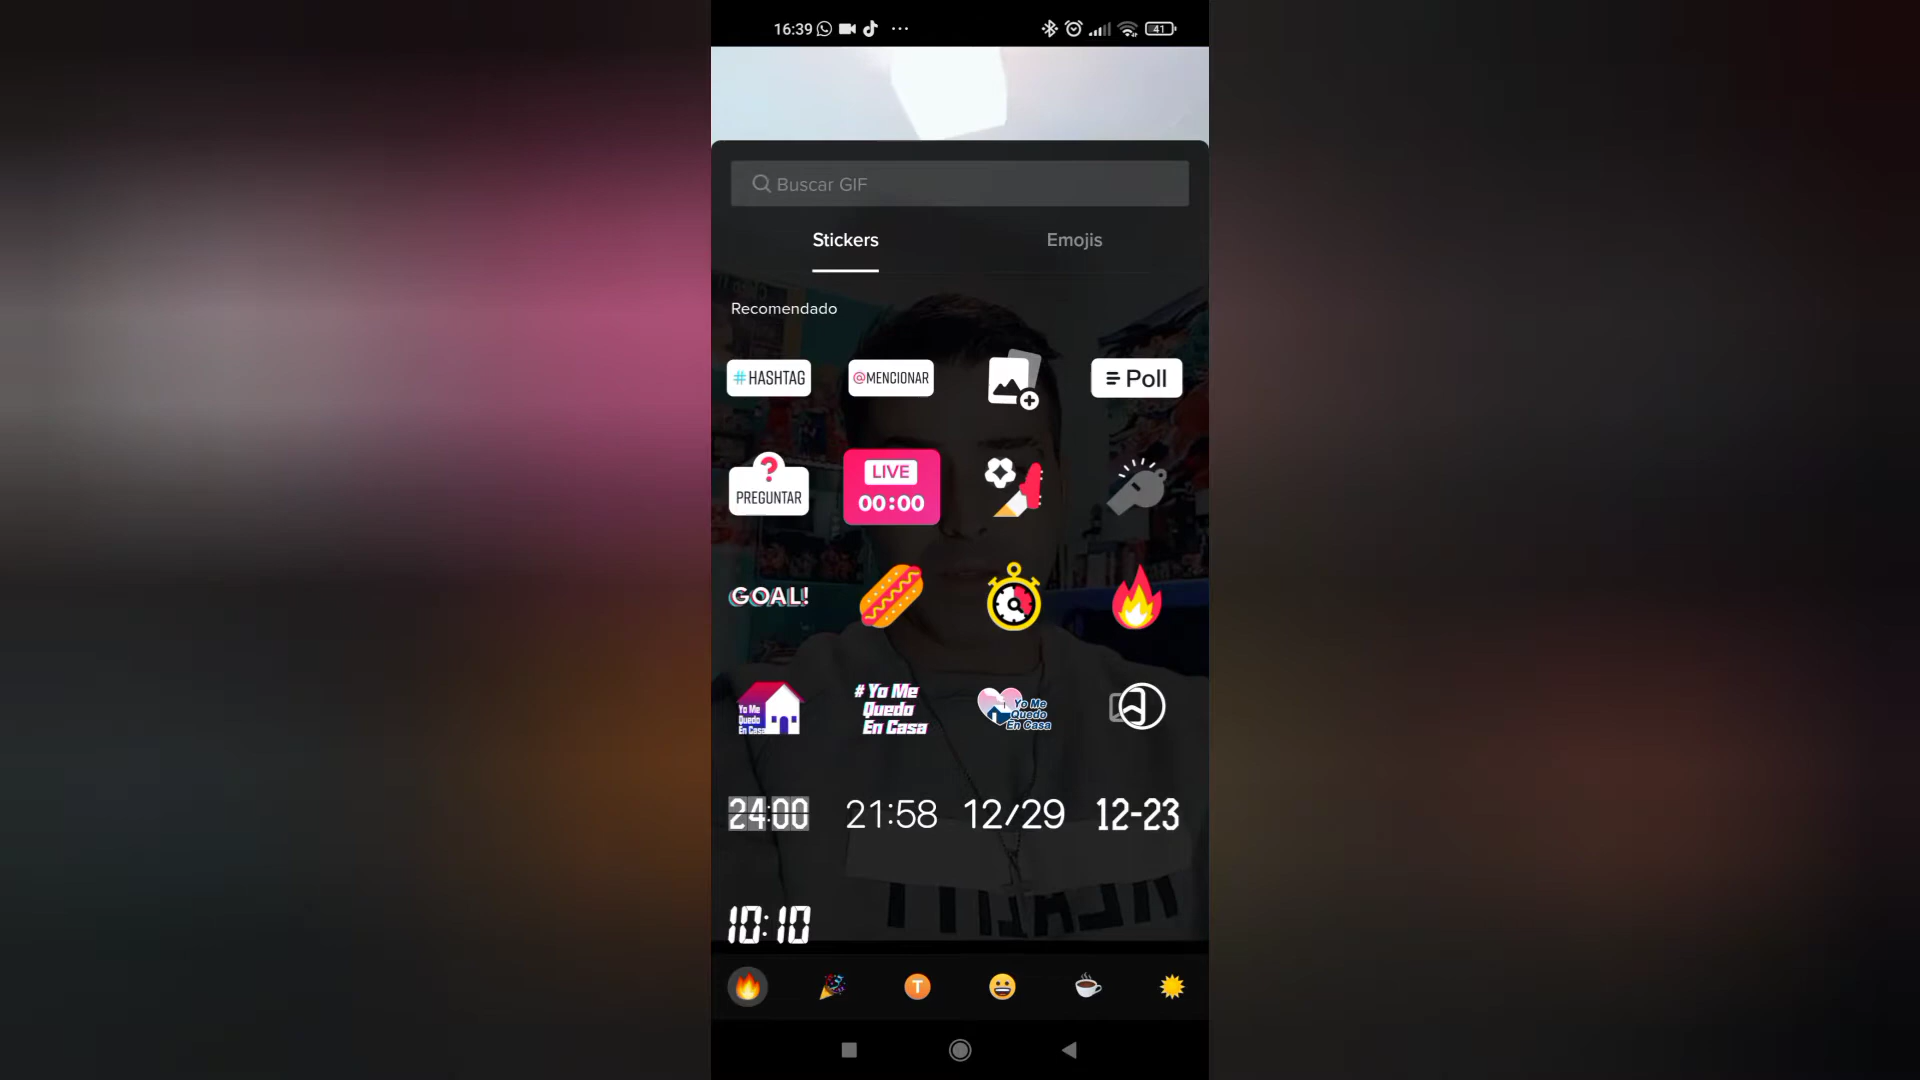 16:39
41
Buscar GIF
Stickers
Emojis
Recomendado
#HASHTAG
@MENCIONAR
Poll
?
PREGUNTAR
LIVE
00:00
GOAL!
Yo Me
Quedo
En Casa
# Yo Me
Quedo
En Casa
Yo Me
Quedo
En Casa
24:00
21:58
12/29
12-23
10:10
T